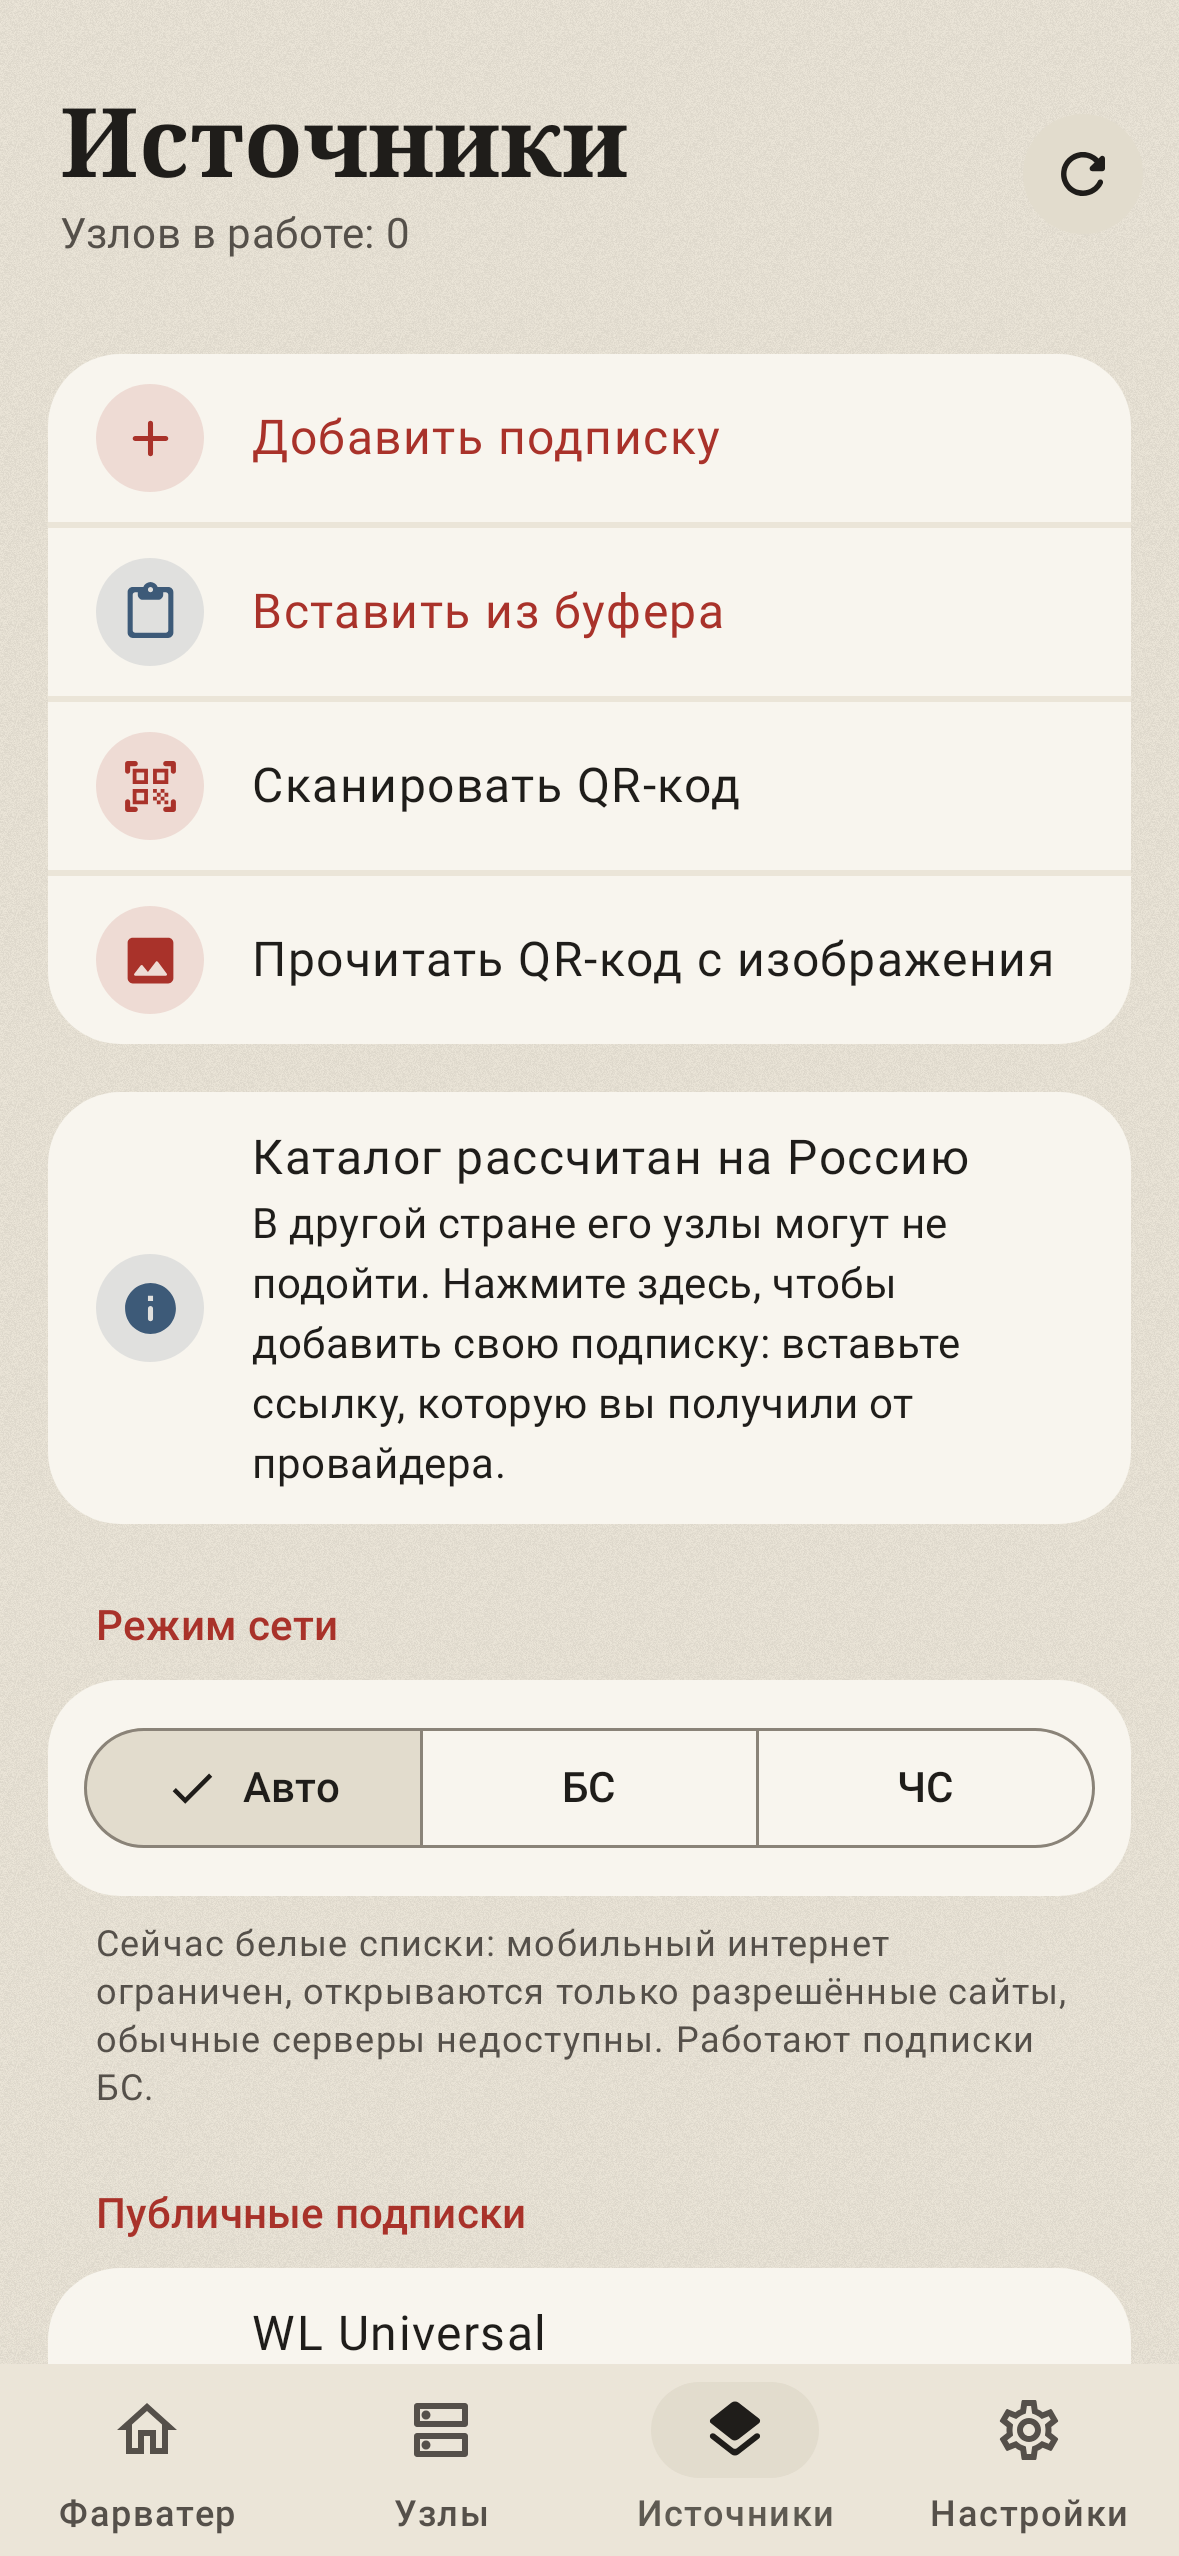 Источники
Узлов в работе: 0
Добавить подписку
Вставить из буфера
Сканировать QR-код
Прочитать QR-код с изображения
Каталог рассчитан на Россию
В другой стране его узлы могут не
подойти. Нажмите здесь, чтобы
добавить свою подписку: вставьте
ссылку, которую вы получили от
провайдера.
Режим сети
Авто
БС
ЧС
Сейчас белые списки: мобильный интернет
ограничен, открываются только разрешённые сайты,
обычные серверы недоступны. Работают подписки
БС.
Публичные подписки
WL Universal
Фарватер
Узлы
Источники
Настройки